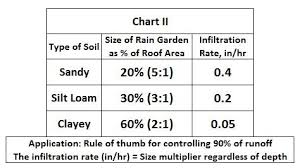 Chart II
Type of Soil
Size of Rain Garden
as % of Roof Area
Infiltration
Rate, in/hr
Sandy
20% (5:1)
0.4
Silt Loam
30% (3:1)
0.2
Clayey
60% (2:1)
0.05
Application: Rule of thumb for controlling 90% of runoff
The infiltration rate (in/hr) = Size multiplier regardless of depth